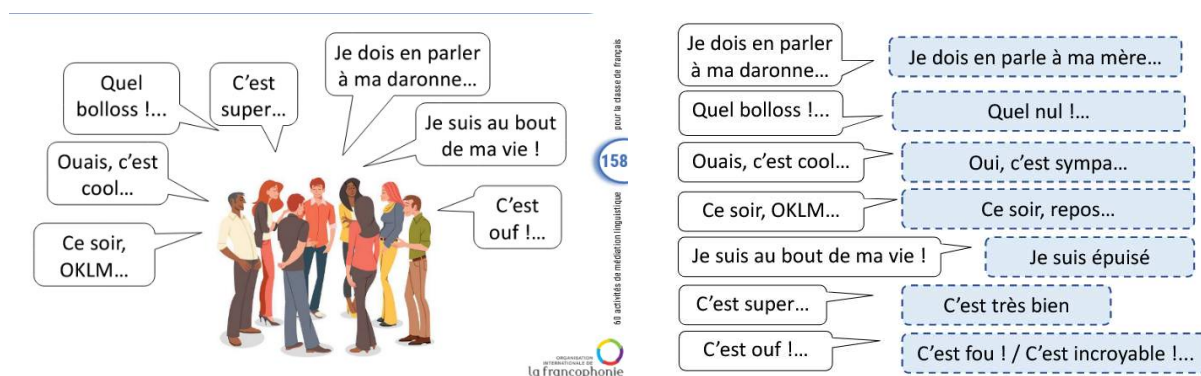 Quel
bolloss !...
C'est
super...
Je dois en parler
à ma daronne...
Je suis au bout
de ma vie !
Ouais, c'est
cool...
C'est
ouf !...
Ce soir,
OKLM...
pour la classe de français
158
60 activités de médiation linguistique
ORGANISATION
INTERNATIONALE DE
la francophonie
Je dois en parler
à ma daronne...
Je dois en parle à ma mère...
Quel bolloss !...
Quel nul !...
Ouais, c'est cool...
Oui, c'est sympa...
Ce soir, OKLM...
Ce soir, repos...
Je suis au bout de ma vie !
Je suis épuisé
C'est super...
C'est très bien
C'est ouf !...
C'est fou ! / C'est incroyable !...